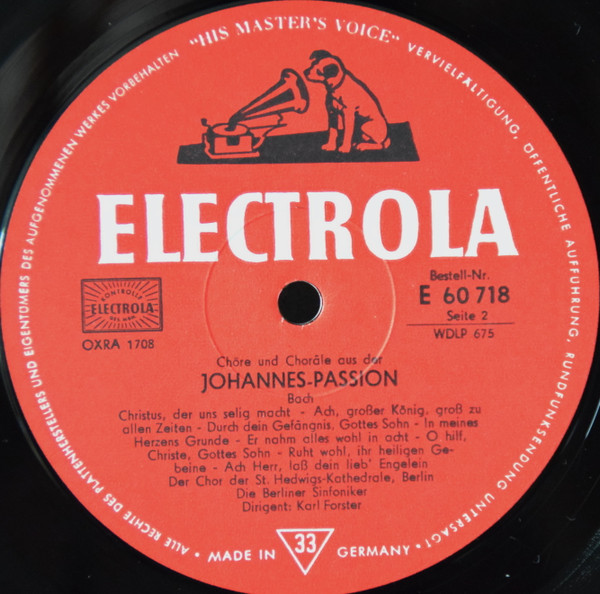 "HIS MASTER'S VOICE"
ALLE RECHTE DES PLATTENHERSTELLERS UND EIGENTÜMERS DES AUFGENOMMENEN WERKES VORBEHALTEN
VERVIELFÄLTIGUNG, ÖFFENTLICHE AUFFÜHRUNG, RUNDFUNKSENDUNG UNTERSAGT •
ELECTROLA
KONTROLLE
ELECTROLA
GES.MBH
OXRA 1708
Bestell-Nr.
E 60 718
Seite 2
WDLP 675
Chöre und Choräle aus der
JOHANNES-PASSION
Bach
Christus, der uns selig macht - Ach, großer König, groß zu
allen Zeiten - Durch dein Gefängnis, Gottes Sohn - In meines
Herzens Grunde - Er nahm alles wohl in acht - O hilf,
Christe, Gottes Sohn - Ruht wohl, ihr heiligen Ge-
beine - Ach Herr, laß dein lieb' Engelein
Der Chor der St. Hedwigs-Kathedrale, Berlin
Die Berliner Sinfoniker
Dirigent: Karl Forster
• MADE IN 33 GERMANY •